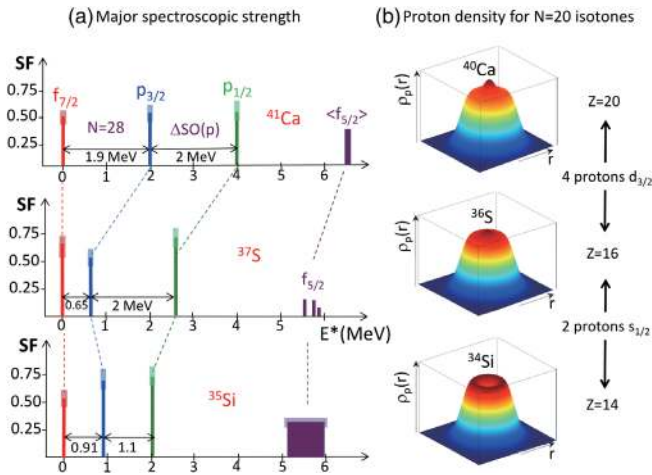 (a) Major spectroscopic strength
SF
0.75
0.50
0.25
f7/2
p3/2
p1/2
N=28
ΔSO(p)
41Ca
<f5/2>
1.9 MeV
2 MeV
0 1 2 3 4 5 6
SF
0.75
0.50
0.25
37S
f5/2
0.65
2 MeV
0 1 2 3 4 5 6
E*(MeV)
SF
0.75
0.50
0.25
35Si
0.91
1.1
0 1 2 3 4 5 6
(b) Proton density for N=20 isotones
40Ca
ρp(r)
r
Z=20
4 protons d3/2
36S
ρp(r)
r
Z=16
2 protons s1/2
34Si
ρp(r)
r
Z=14